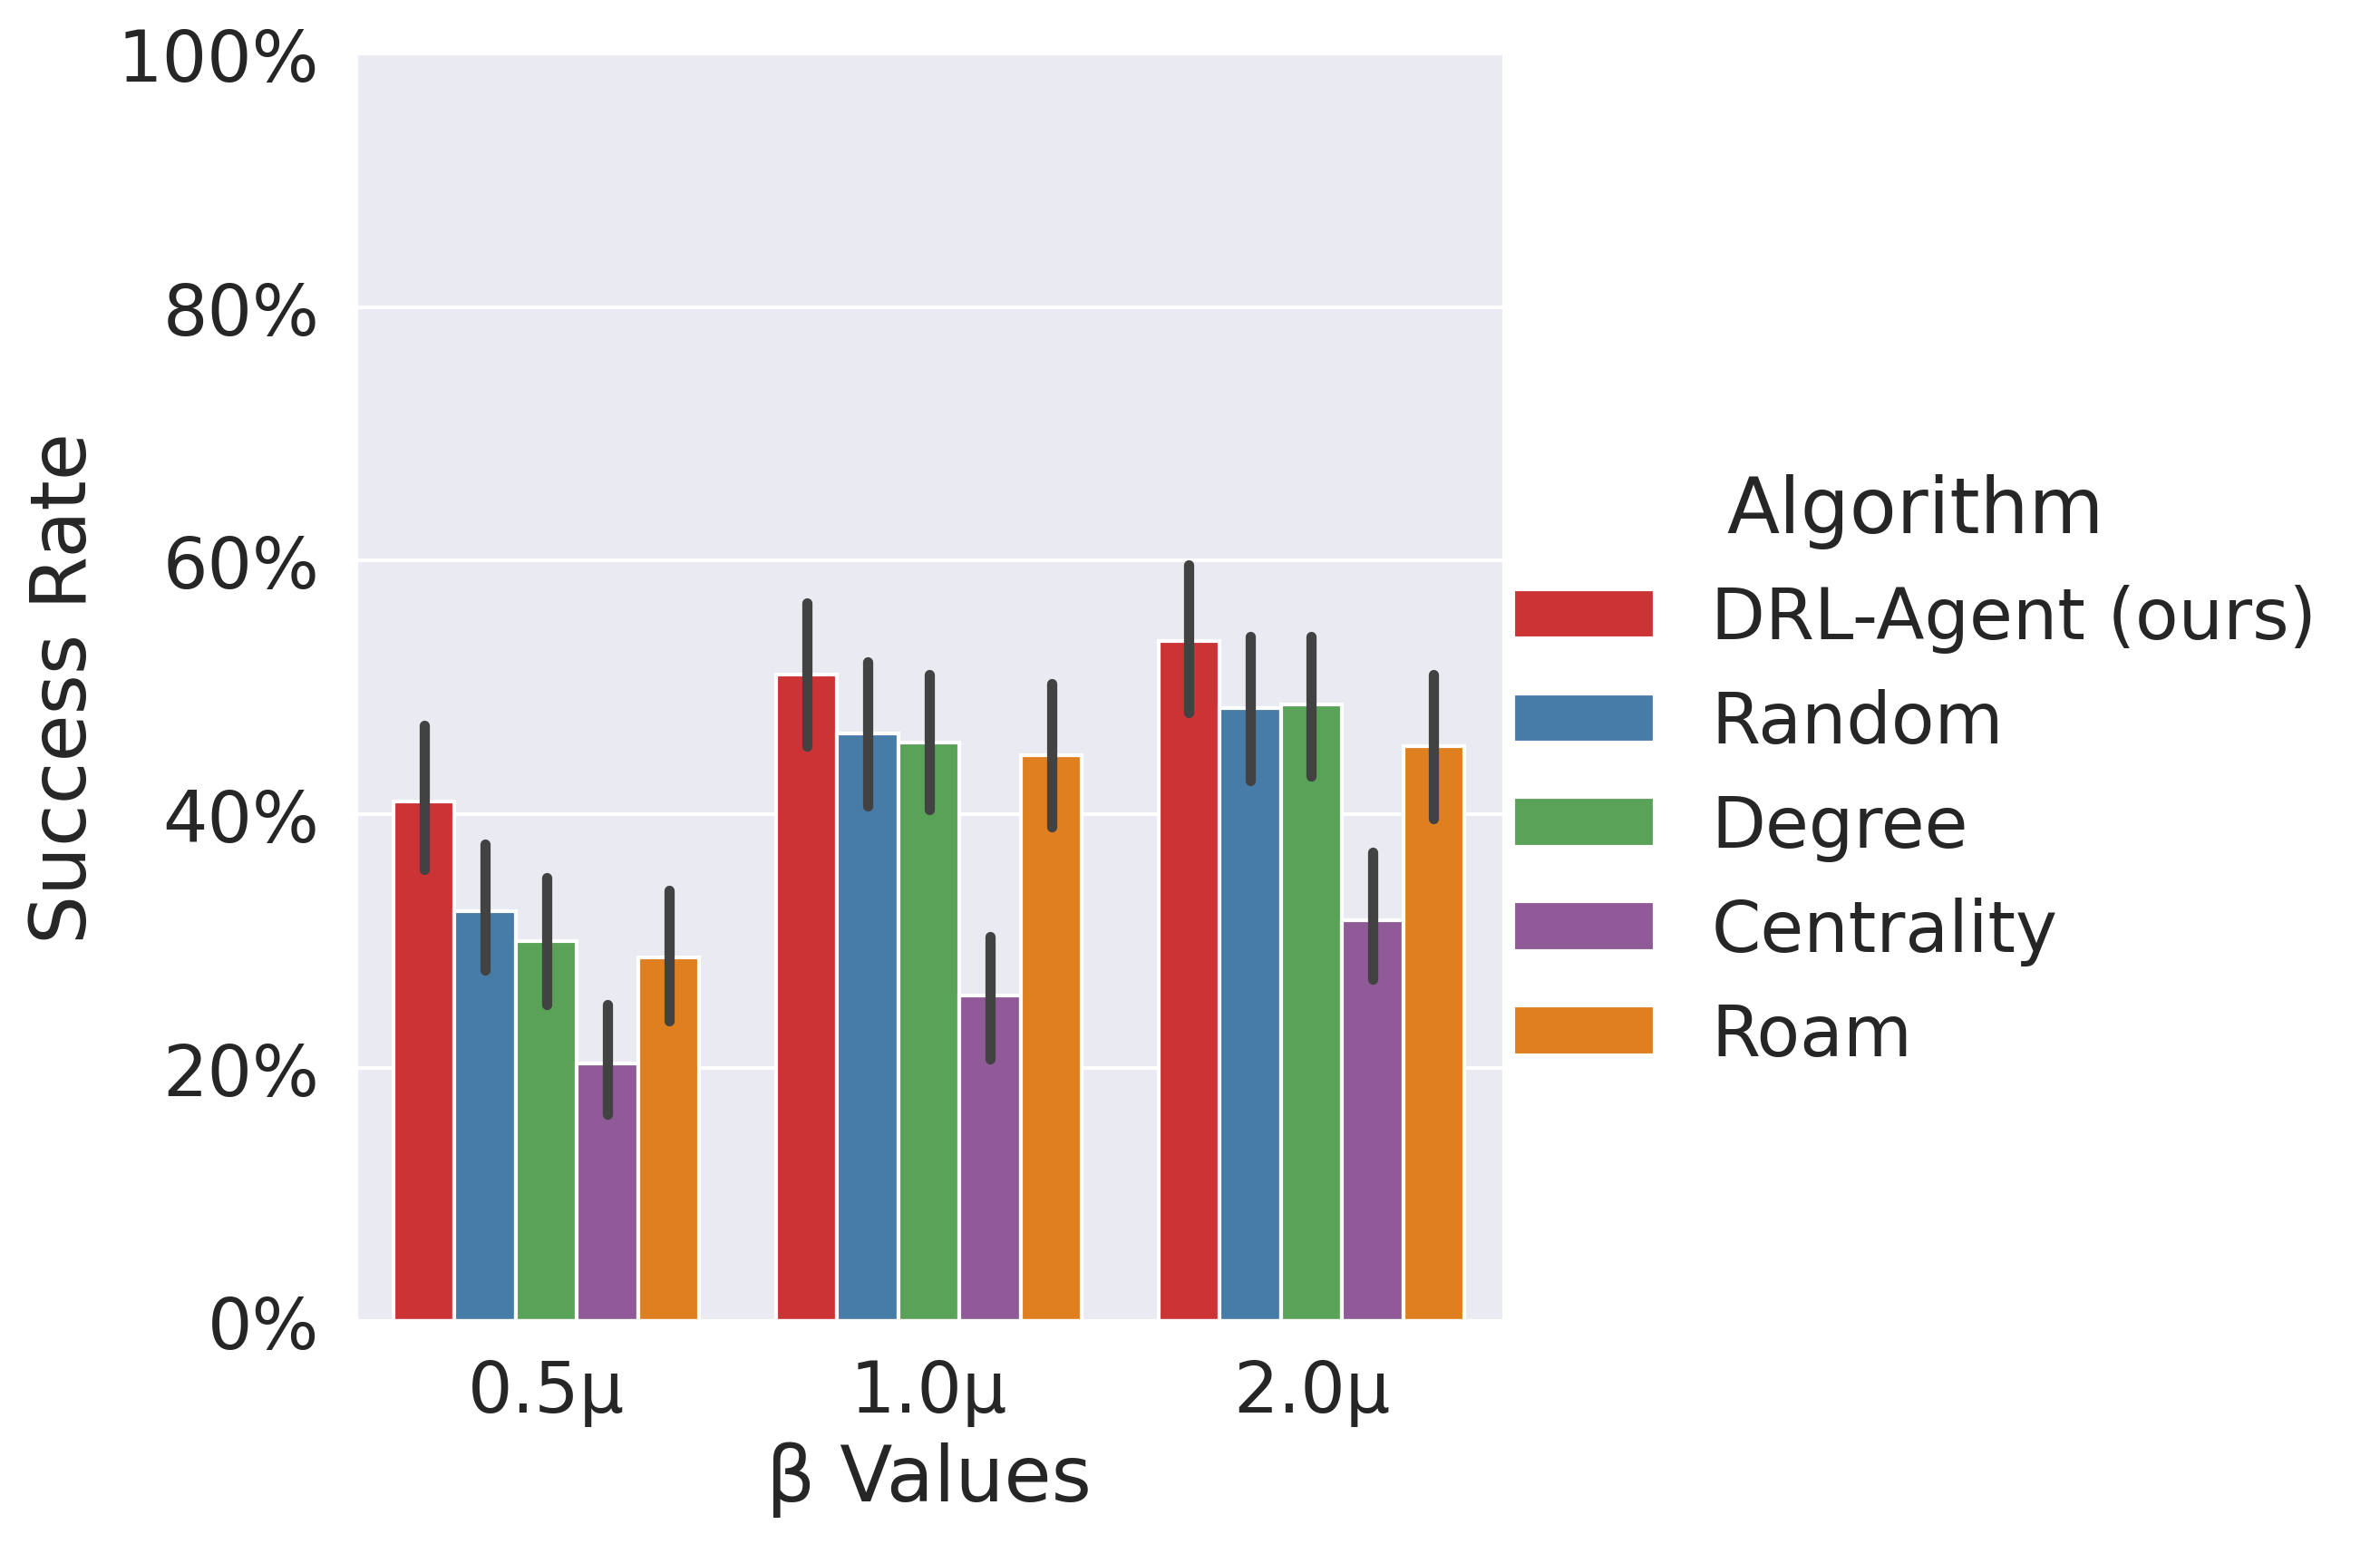 100%
80%
60%
40%
20%
0%
Success Rate
0.5µ 1.0µ 2.0µ
β Values
Algorithm
DRL-Agent (ours)
Random
Degree
Centrality
Roam